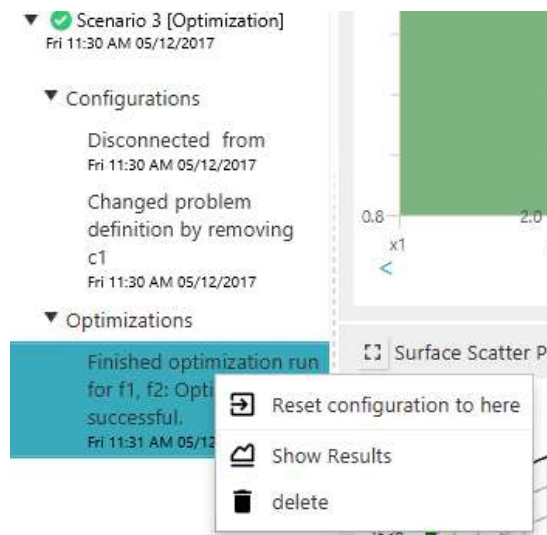 Scenario 3 [Optimization]
Fri 11:30 AM 05/12/2017
Configurations
Disconnected from
Fri 11:30 AM 05/12/2017
Changed problem
definition by removing
c1
Fri 11:30 AM 05/12/2017
Optimizations
Finished optimization run
for f1, f2:
successful.
Fri 11:31 AM
Reset configuration to here
Show Results
delete
0.8
2.0
x1
<
Surface Scatter